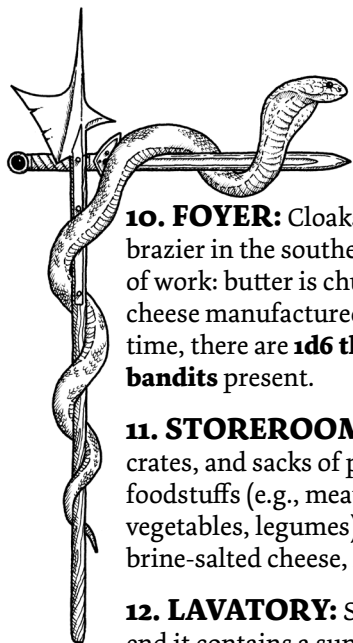 10. FOYER: Cloak
brazier in the southe
of work: butter is chu
cheese manufactured
time, there are 1d6 th
bandits present.
11. STOREROOM
crates, and sacks of p
foodstuffs (e.g., mea
vegetables, legumes)
brine-salted cheese,
12. LAVATORY: S
end it contains a